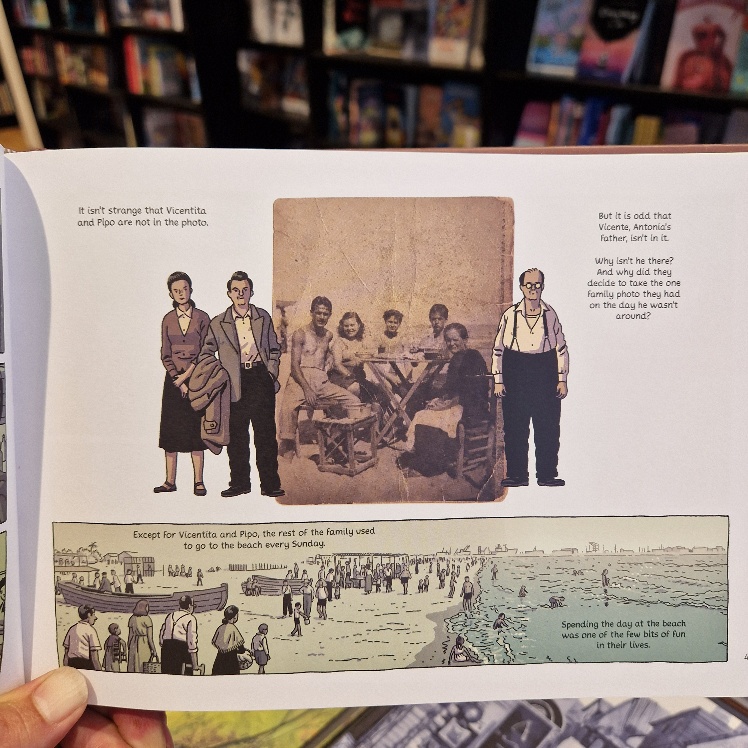 It isn't strange that Vicentita
and Pipo are not in the photo.
But it is odd that
Vicente, Antonia's
Father, isn't in it.
Why isn't he there?
And why did they
decide to take the one
family photo they had
on the day he wasn't
around?
Except for Vicentita and Pipo, the rest of the family used
to go to the beach every Sunday.
Spending the day at the beach
was one of the few bits of fun
in their lives.